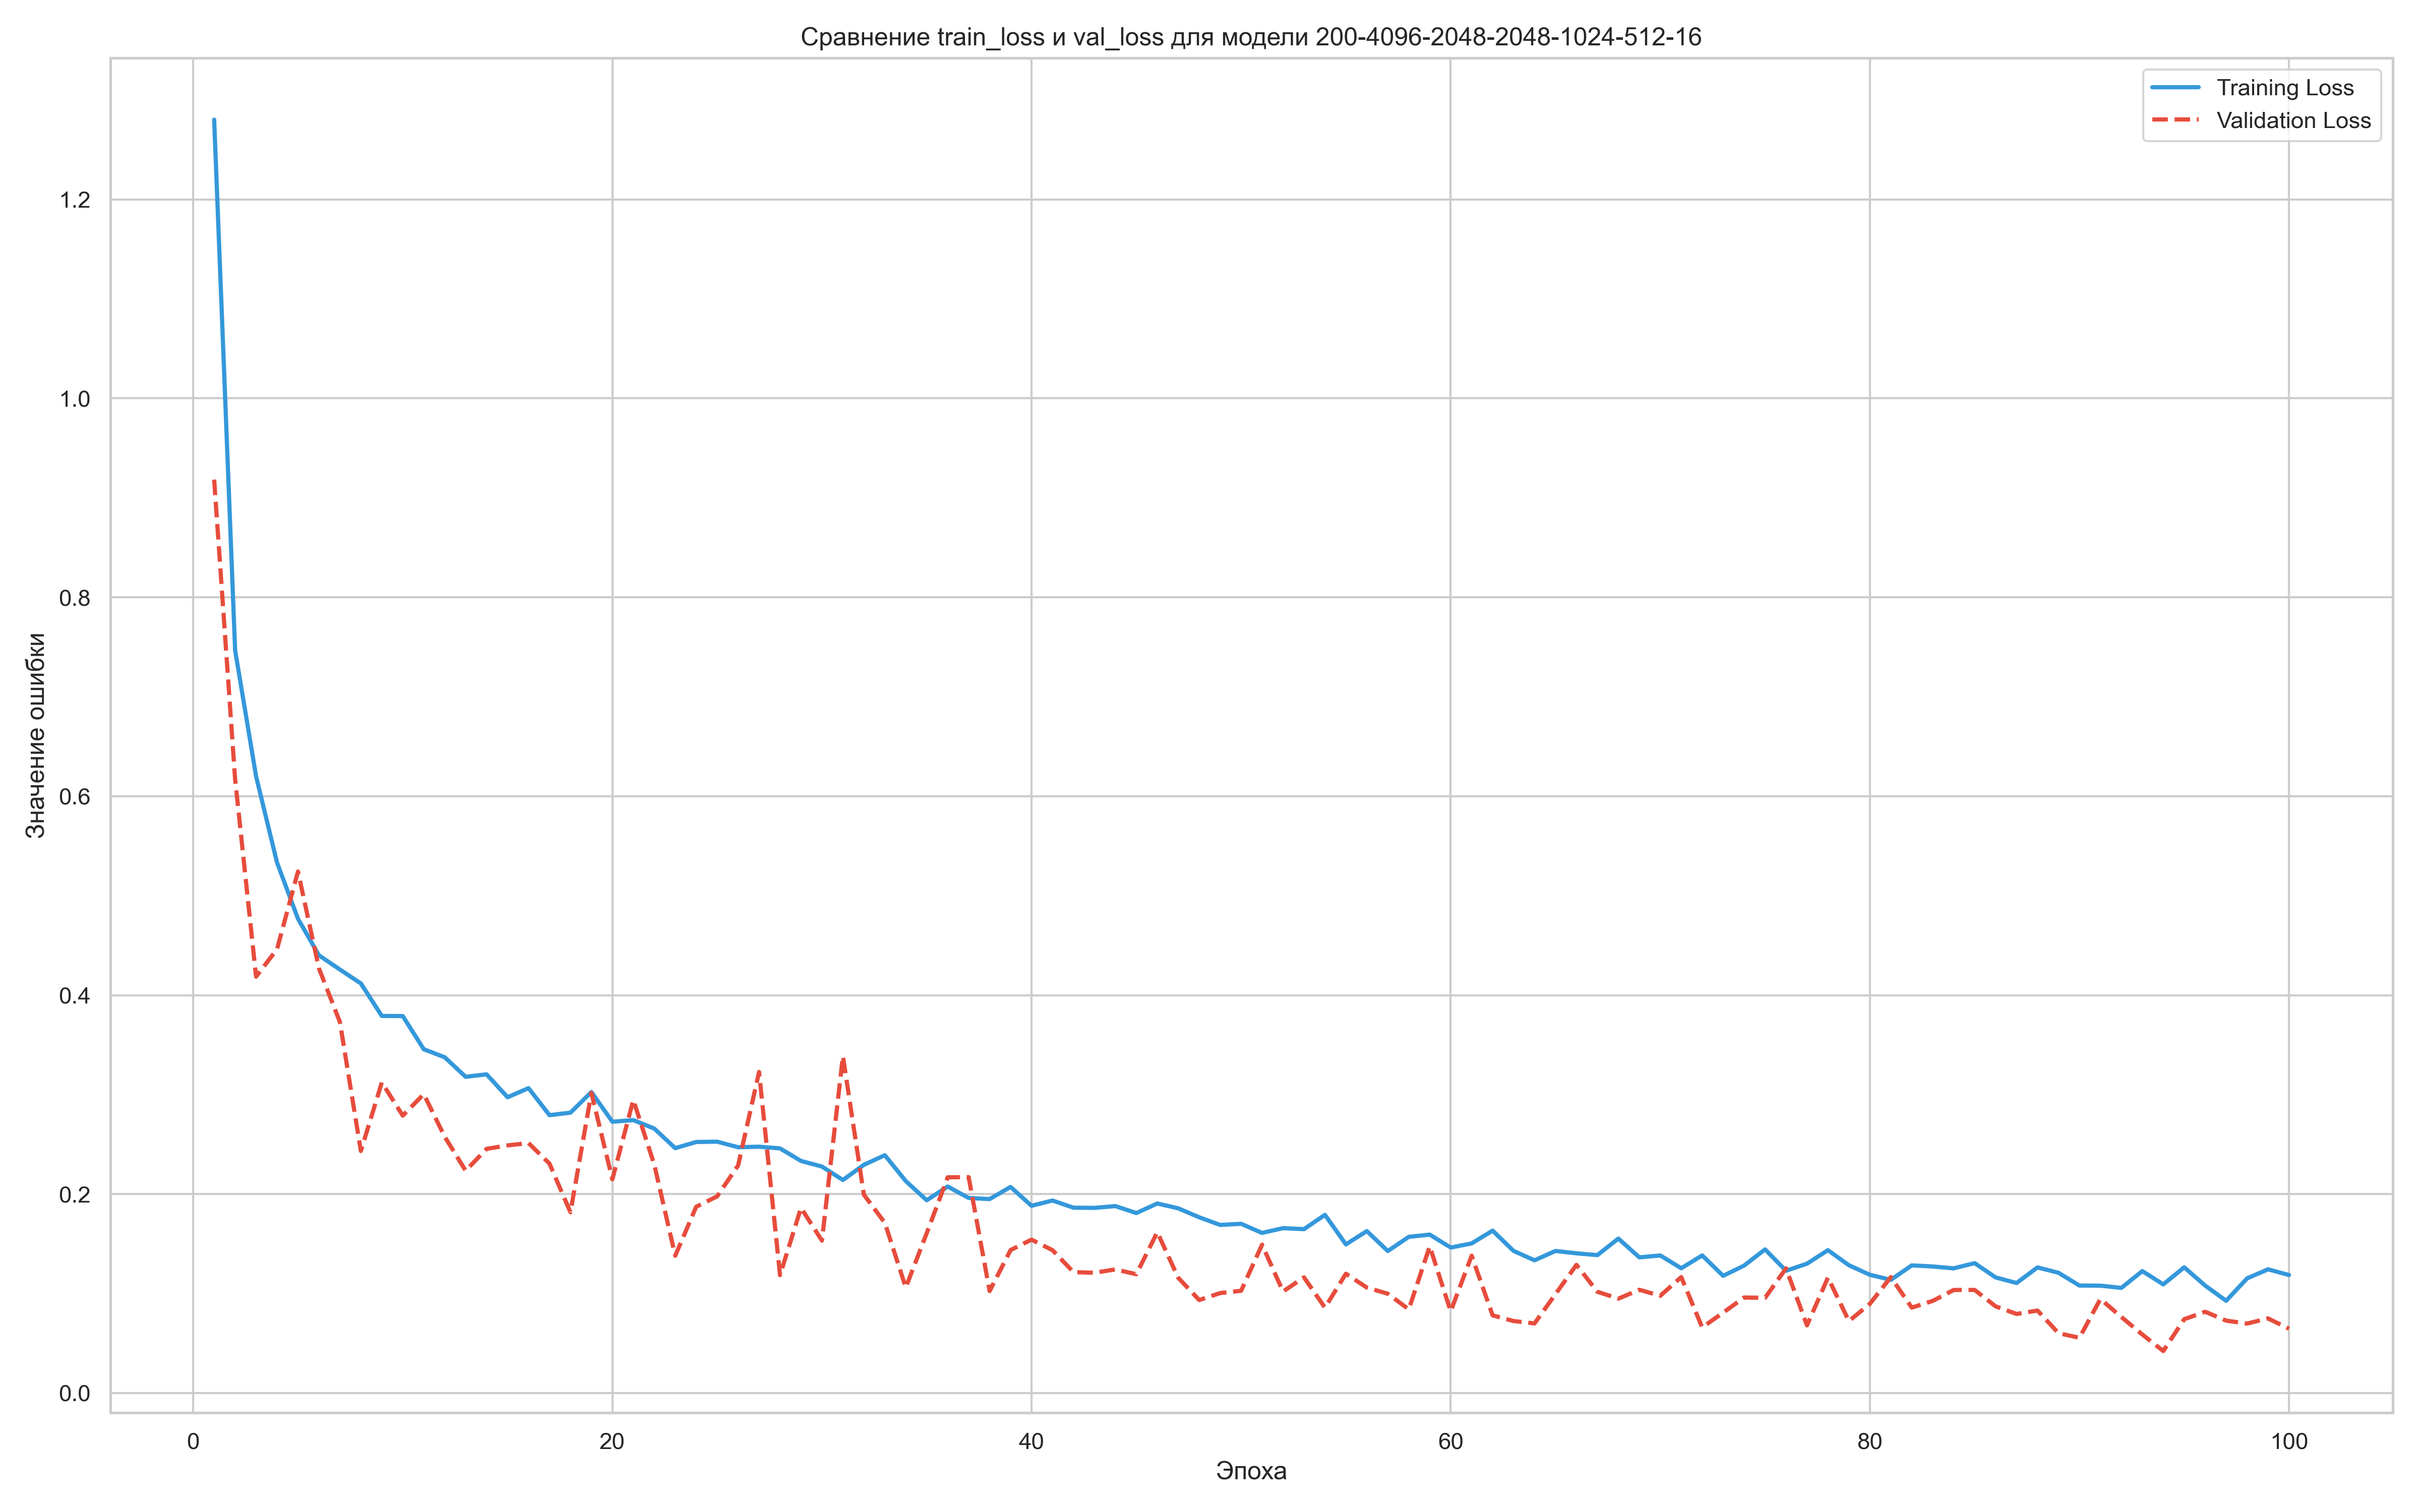 Сравнение train_loss и val_loss для модели 200-4096-2048-2048-1024-512-16
Training Loss
Validation Loss
Значение ошибки
1.2
1.0
0.8
0.6
0.4
0.2
0.0
0
20
40
60
80
100
Эпоха